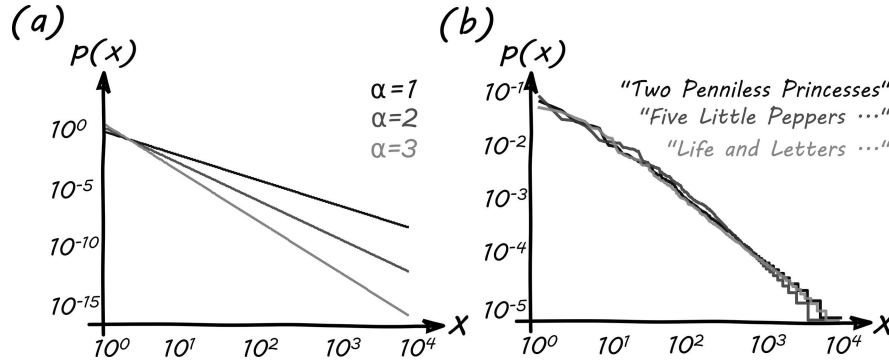 (a)
p(x)
α=1
α=2
α=3
10⁰
10⁻⁵
10⁻¹⁰
10⁻¹⁵
10⁰ 10¹ 10² 10³ 10⁴ x
(b)
p(x)
"Two Penniless Princesses"
"Five Little Peppers ..."
"Life and Letters ..."
10⁻¹
10⁻²
10⁻³
10⁻⁴
10⁻⁵
10⁰ 10¹ 10² 10³ 10⁴ x